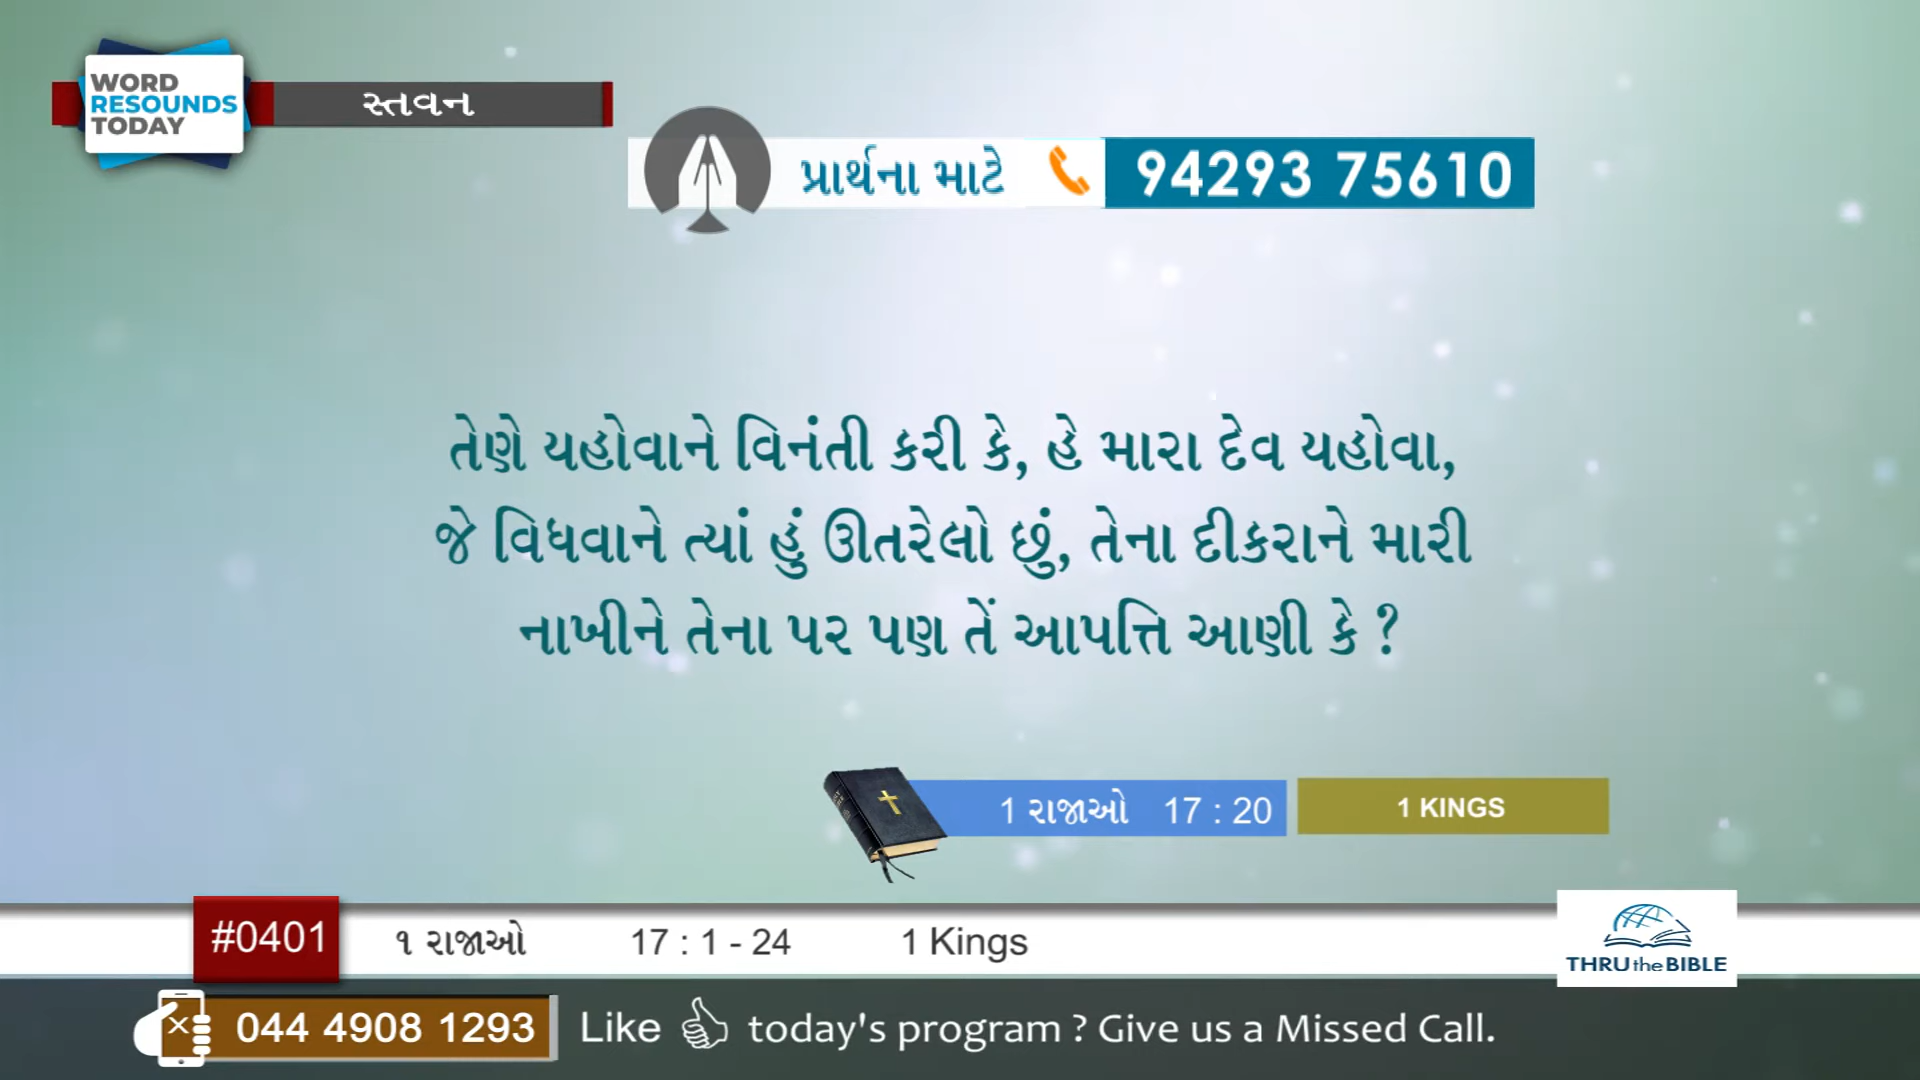 WORD
RESOUNDS
TODAY
સ્તવન
પ્રાર્થના માટે 94293 75610
તેણે યહોવાને વિનંતી કરી કે, હે મારા દેવ યહોવા,
જે વિધવાને ત્યાં હું ઊતરેલો છું, તેના દીકરાને મારી
નાખીને તેના પર પણ તેં આપત્તિ આણી કે ?
1 રાજાઓ 17 : 20 1 KINGS
#0401 ૧ રાજાઓ 17 : 1 - 24 1 Kings
THRU the BIBLE
044 4908 1293 Like today's program ? Give us a Missed Call.